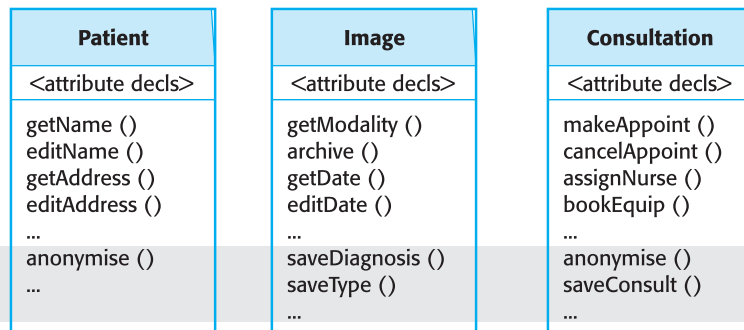 Patient
<attribute decls>
getName ()
editName ()
getAddress ()
editAddress ()
...
anonymise ()
...
Image
<attribute decls>
getModality ()
archive ()
getDate ()
editDate ()
...
saveDiagnosis ()
saveType ()
...
Consultation
<attribute decls>
makeAppoint ()
cancelAppoint ()
assignNurse ()
bookEquip ()
...
anonymise ()
saveConsult ()
...